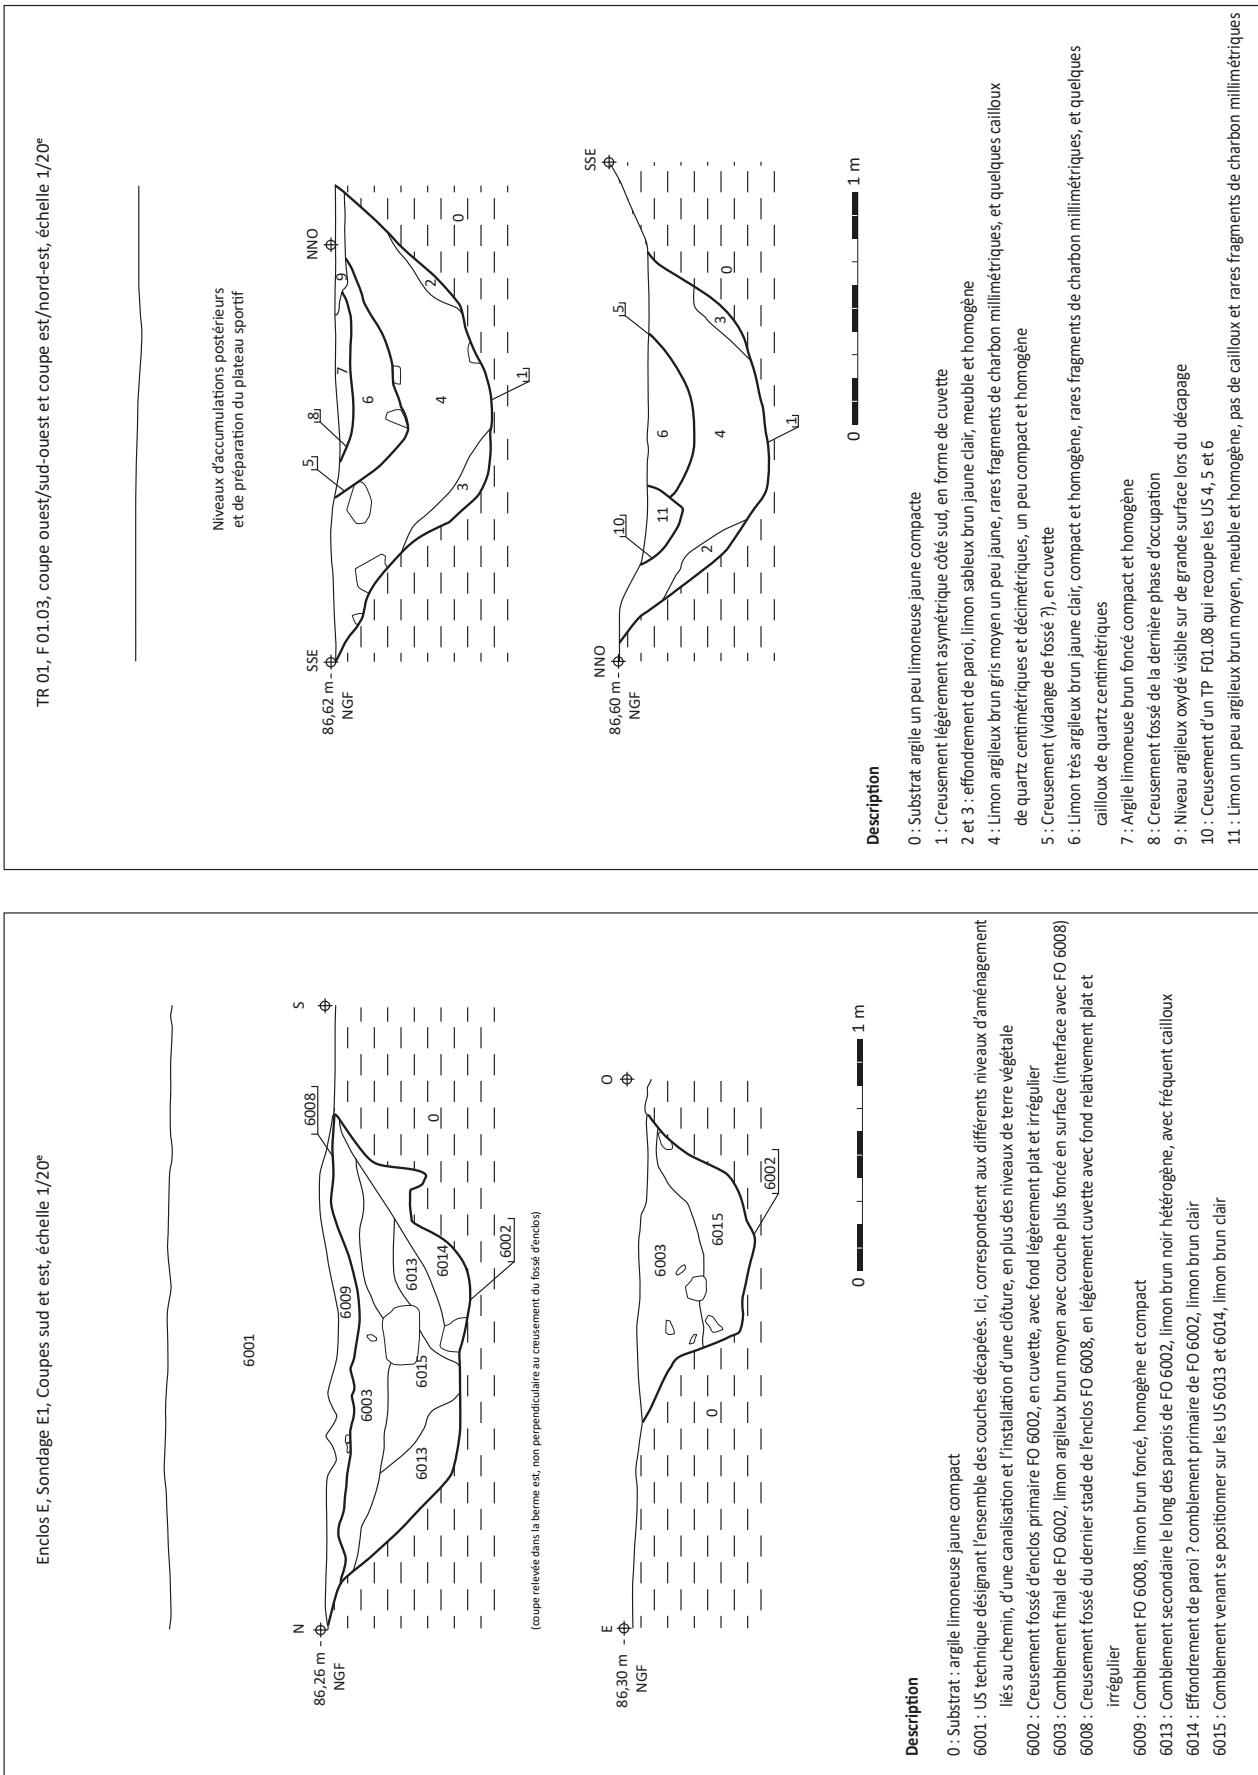 Enclos E, Sondage E1, Coupes sud et est, échelle 1/20e
6001
N
S
86,26 m
NGF
6008
6009
6003
6013
6015
6013
6014
0
6002
(coupe relevée dans la berme est, non perpendiculaire au creusement du fossé d'enclos)
E
O
86,30 m
NGF
6003
6015
0
6002
0
1 m
Description
0 : Substrat : argile limoneuse jaune compact
6001 : US technique désignant l'ensemble des couches décapées. Ici, correspondesnt aux différents niveaux d'aménagement
liés au chemin, d'une canalisation et l'installation d'une clôture, en plus des niveaux de terre végétale
6002 : Creusement fossé d'enclos primaire FO 6002, en cuvette, avec fond légèrement plat et irrégulier
6003 : Comblement final de FO 6002, limon argileux brun moyen avec couche plus foncé en surface (interface avec FO 6008)
6008 : Creusement fossé du dernier stade de l'enclos FO 6008, en légèrement cuvette avec fond relativement plat et
irrégulier
6009 : Comblement FO 6008, limon brun foncé, homogène et compact
6013 : Comblement secondaire le long des parois de FO 6002, limon brun noir hétérogène, avec fréquent cailloux
6014 : Effondrement de paroi ? comblement primaire de FO 6002, limon brun clair
6015 : Comblement venant se positionner sur les US 6013 et 6014, limon brun clair
TR 01, F 01.03, coupe ouest/sud-ouest et coupe est/nord-est, échelle 1/20e
Niveaux d'accumulations postérieurs
et de préparation du plateau sportif
SSE
NNO
86,62 m
NGF
5
8
7
9
6
4
3
2
0
1
NNO
SSE
86,60 m
NGF
10
5
11
6
4
2
3
0
1
0
1 m
Description
0 : Substrat argile un peu limoneuse jaune compacte
1 : Creusement légèrement asymétrique côté sud, en forme de cuvette
2 et 3 : effondrement de paroi, limon sableux brun jaune clair, meuble et homogène
4 : Limon argileux brun gris moyen un peu jaune, rares fragments de charbon millimétriques, et quelques cailloux
de quartz centimétriques et décimétriques, un peu compact et homogène
5 : Creusement (vidange de fossé ?), en cuvette
6 : Limon très argileux brun jaune clair, compact et homogène, rares fragments de charbon millimétriques, et quelques
cailloux de quartz centimétriques
7 : Argile limoneuse brun foncé compact et homogène
8 : Creusement fossé de la dernière phase d'occupation
9 : Niveau argileux oxydé visible sur de grande surface lors du décapage
10 : Creusement d'un TP F01.08 qui recoupe les US 4, 5 et 6
11 : Limon un peu argileux brun moyen, meuble et homogène, pas de cailloux et rares fragments de charbon millimétriques